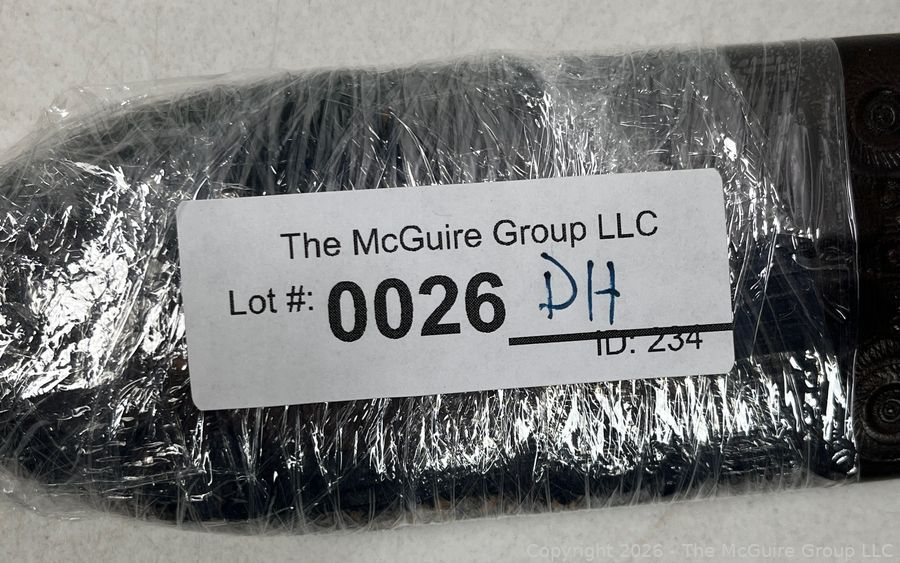 The McGuire Group LLC
Lot #: 0026 DH
ID: 234
Copyright 2026 - The McGuire Group LLC